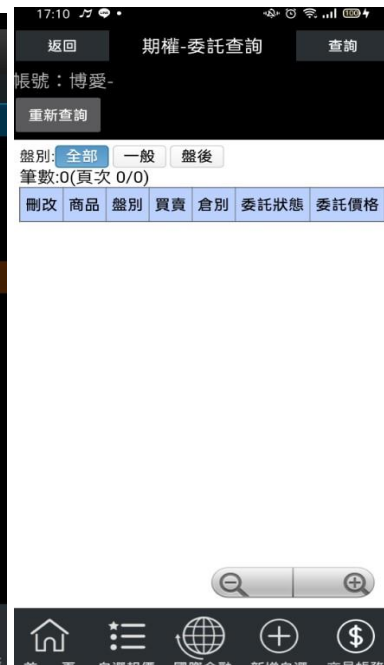 17:10
100
返回
期權-委託查詢
查詢
帳號：博愛-
重新查詢
盤別: 全部 一般 盤後
筆數:0(頁次 0/0)
刪改 商品 盤別 買賣 倉別 委託狀態 委託價格